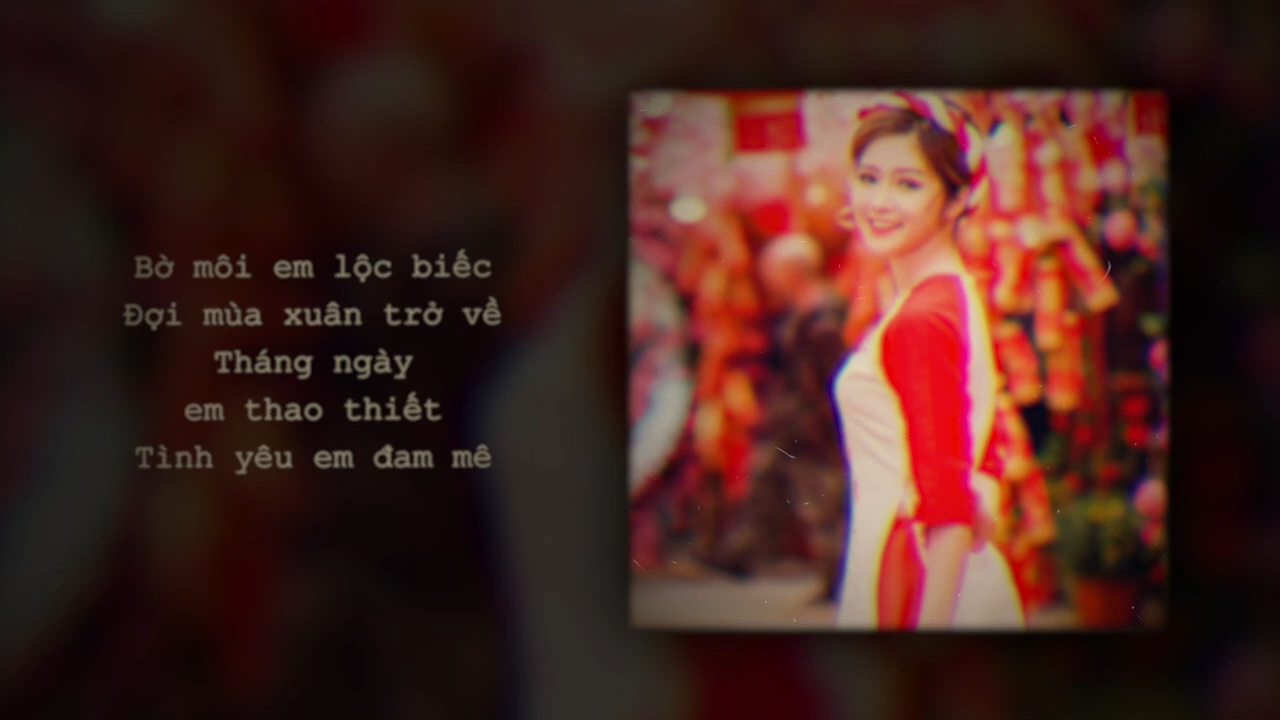 Bờ môi em lộc biếc
Đợi mùa xuân trở về
Tháng ngày
em thao thiết
Tình yêu em đam mê